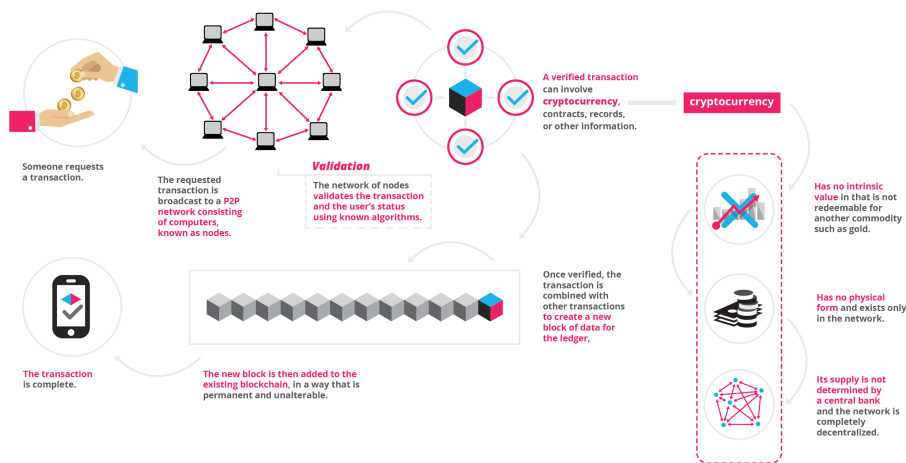 Someone requests
a transaction.
The requested
transaction is
broadcast to a P2P
network consisting
of computers,
known as nodes.
Validation
The network of nodes
validates the transaction
and the user's status
using known algorithms.
A verified transaction
can involve
cryptocurrency,
contracts, records,
or other information.
cryptocurrency
Has no intrinsic
value in that is not
redeemable for
another commodity
such as gold.
Has no physical
form and exists only
in the network.
Its supply is not
determined by
a central bank
and the network is
completely
decentralized.
Once verified, the
transaction is
combined with
other transactions
to create a new
block of data for
the ledger,
The new block is then added to the
existing blockchain, in a way that is
permanent and unalterable.
The transaction
is complete.